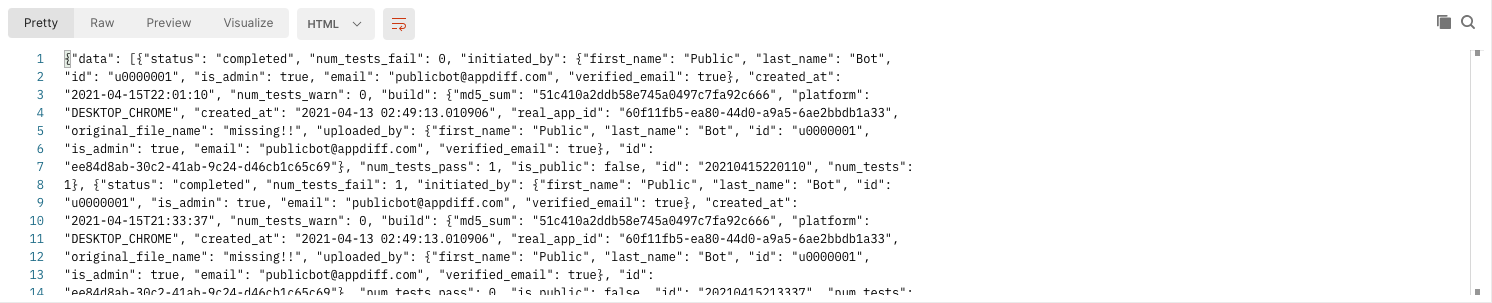 Pretty Raw Preview Visualize HTML
1 {"data": [{"status": "completed", "num_tests_fail": 0, "initiated_by": {"first_name": "Public", "last_name": "Bot",
2 "id": "u0000001", "is_admin": true, "email": "publicbot@appdiff.com", "verified_email": true}, "created_at":
3 "2021-04-15T22:01:10", "num_tests_warn": 0, "build": {"md5_sum": "51c410a2ddb58e745a0497c7fa92c666", "platform":
4 "DESKTOP_CHROME", "created_at": "2021-04-13 02:49:13.010906", "real_app_id": "60f11fb5-ea80-44d0-a9a5-6ae2bbdb1a33",
5 "original_file_name": "missing!!", "uploaded_by": {"first_name": "Public", "last_name": "Bot", "id": "u0000001",
6 "is_admin": true, "email": "publicbot@appdiff.com", "verified_email": true}, "id":
7 "ee84d8ab-30c2-41ab-9c24-d46cb1c65c69"}, "num_tests_pass": 1, "is_public": false, "id": "20210415220110", "num_tests":
8 1}, {"status": "completed", "num_tests_fail": 1, "initiated_by": {"first_name": "Public", "last_name": "Bot", "id":
9 "u0000001", "is_admin": true, "email": "publicbot@appdiff.com", "verified_email": true}, "created_at":
10 "2021-04-15T21:33:37", "num_tests_warn": 0, "build": {"md5_sum": "51c410a2ddb58e745a0497c7fa92c666", "platform":
11 "DESKTOP_CHROME", "created_at": "2021-04-13 02:49:13.010906", "real_app_id": "60f11fb5-ea80-44d0-a9a5-6ae2bbdb1a33",
12 "original_file_name": "missing!!", "uploaded_by": {"first_name": "Public", "last_name": "Bot", "id": "u0000001",
13 "is_admin": true, "email": "publicbot@appdiff.com", "verified_email": true}, "id":
14 "ee84d8ab-30c2-41ab-9c24-d46cb1c65c69"}, "num_tests_pass": 0, "is_public": false, "id": "20210415213337", "num_tests":